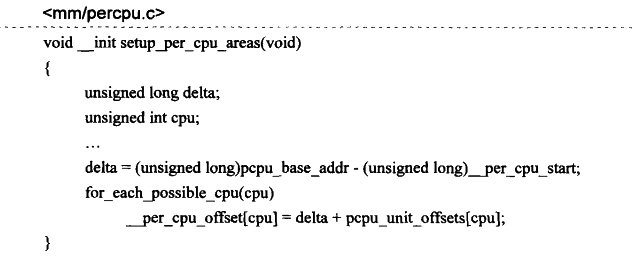 <mm/percpu.c>
void __init setup_per_cpu_areas(void)
{
unsigned long delta;
unsigned int cpu;
…
delta = (unsigned long)pcpu_base_addr - (unsigned long)__per_cpu_start;
for_each_possible_cpu(cpu)
__per_cpu_offset[cpu] = delta + pcpu_unit_offsets[cpu];
}